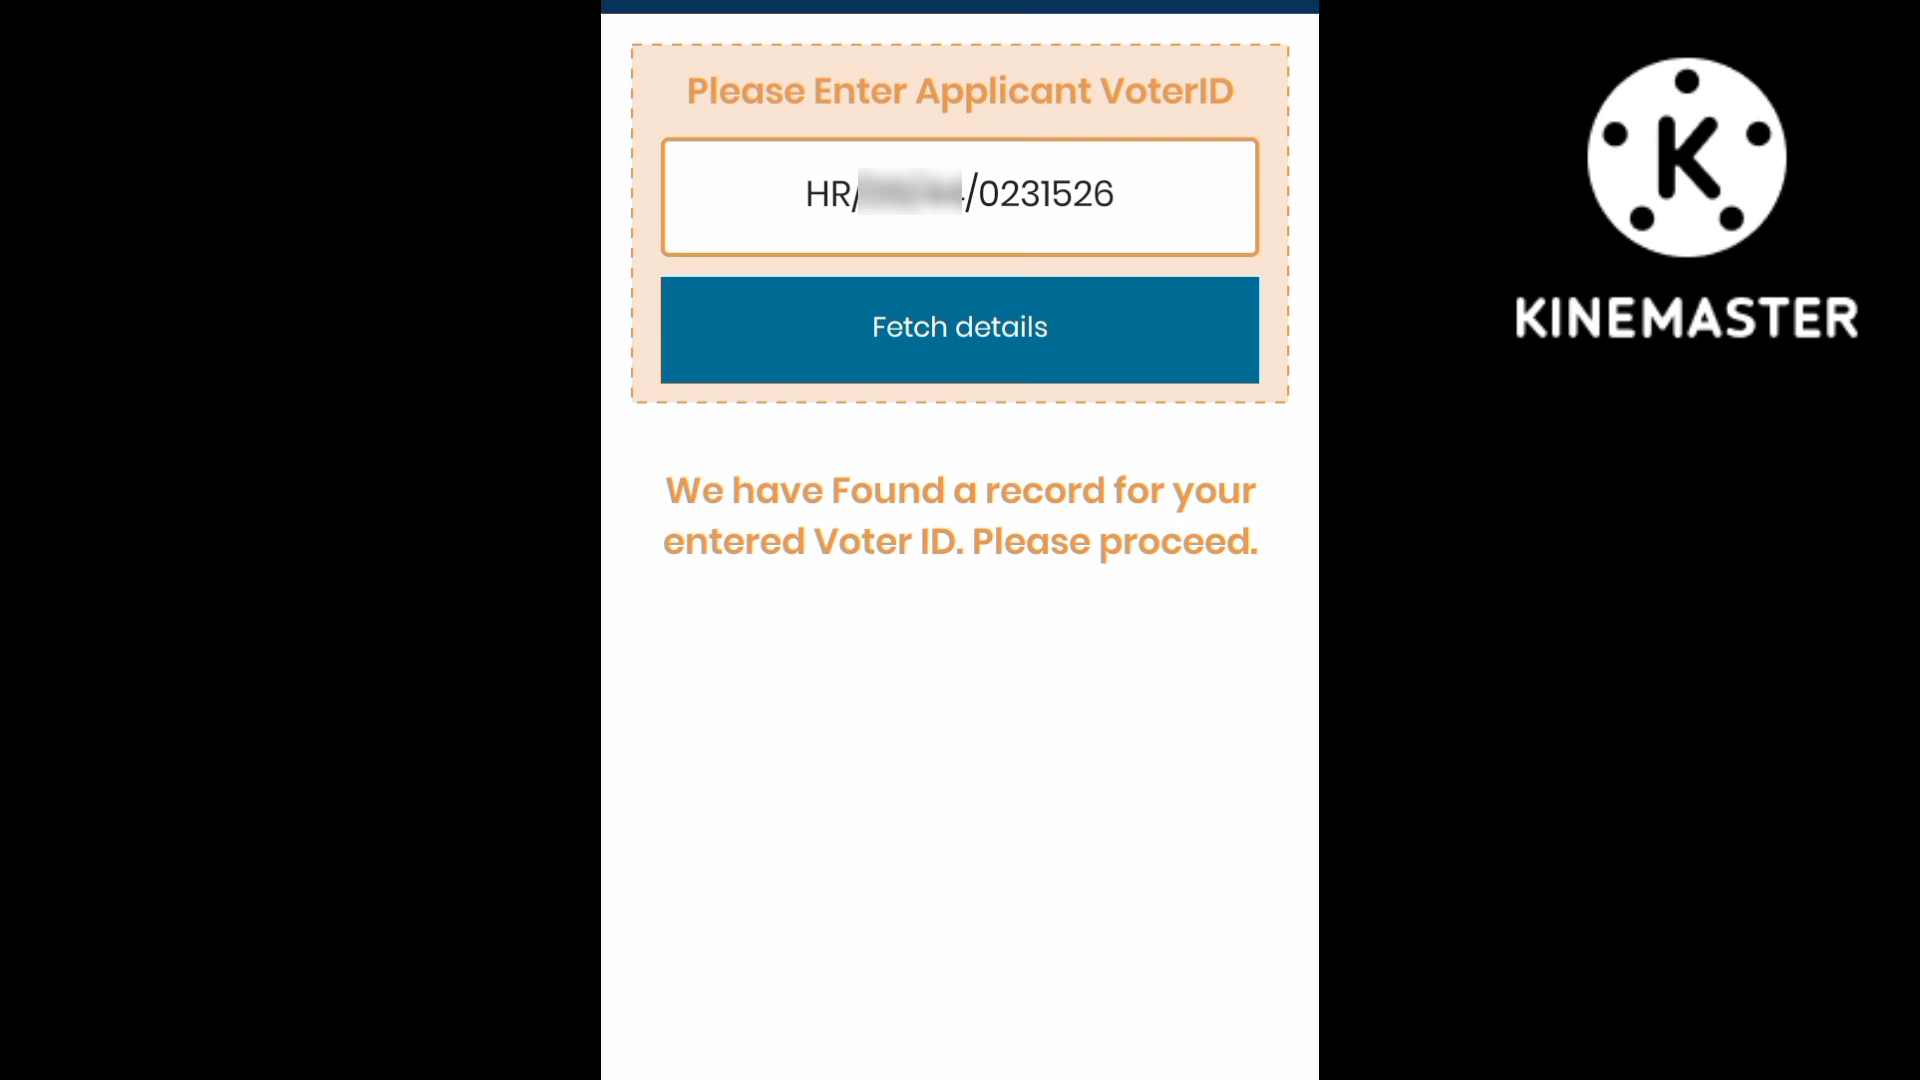 Please Enter Applicant VoterID
HR/ /0231526
Fetch details
We have Found a record for your
entered Voter ID. Please proceed.
K
KINEMASTER